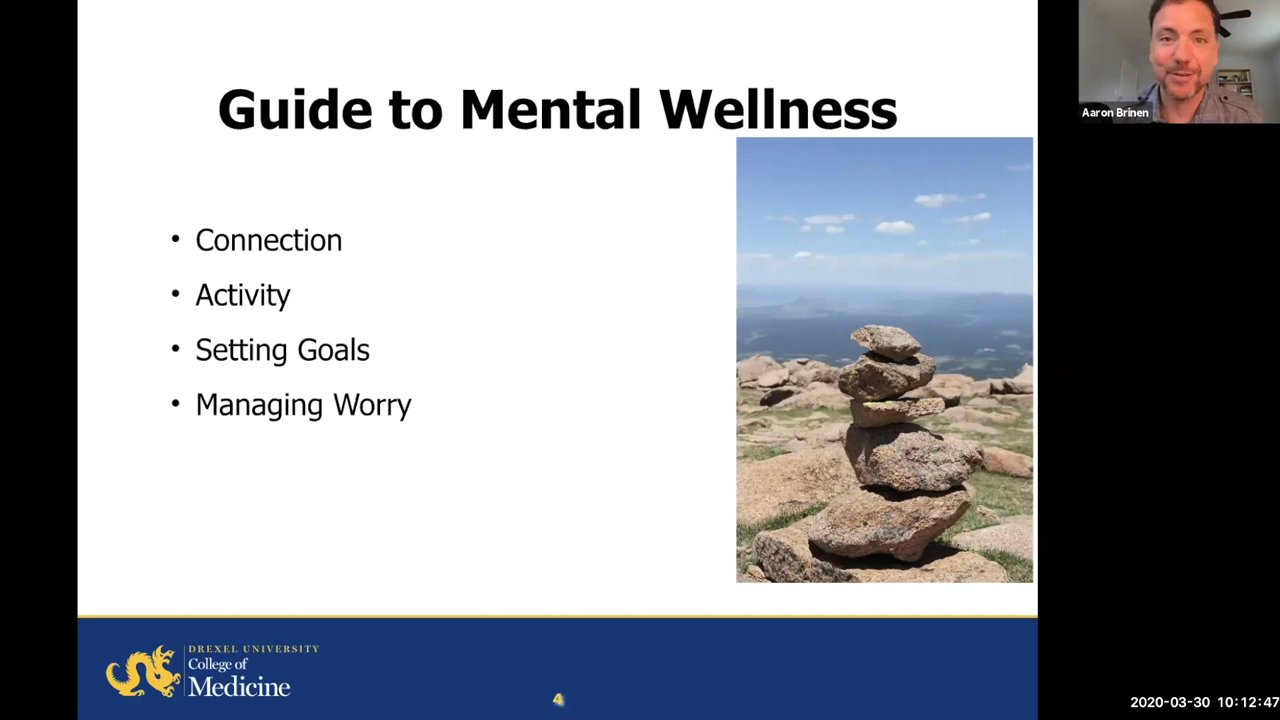 Guide to Mental Wellness
• Connection
• Activity
• Setting Goals
• Managing Worry
Aaron Brinen
DREXEL UNIVERSITY
College of
Medicine
4
2020-03-30 10:12:47